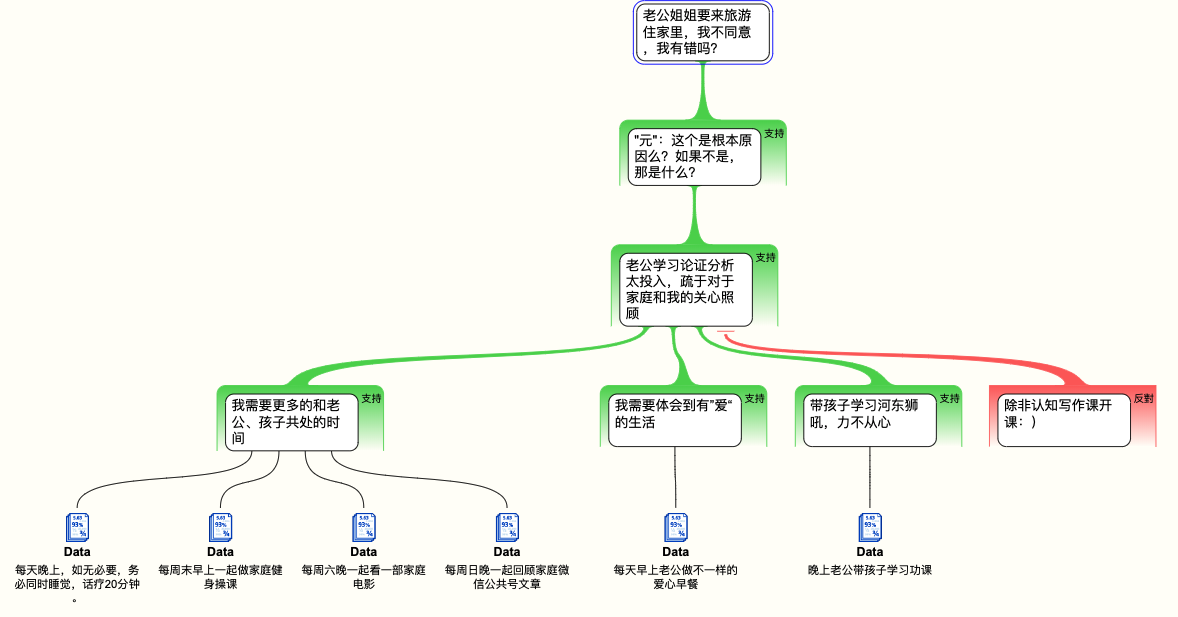 老公姐姐要来旅游
住家里，我不同意
，我有错吗？
支持
"元"：这个是根本原
因么？如果不是，
那是什么？
支持
老公学习论证分析
太投入，疏于对于
家庭和我的关心照
顾
支持
我需要更多的和老
公、孩子共处的时
间
支持
我需要体会到有”爱“
的生活
支持
带孩子学习河东狮
吼，力不从心
反對
除非认知写作课开
课：)
Data
每天晚上，如无必要，务
必同时睡觉，话疗20分钟
。
Data
每周末早上一起做家庭健
身操课
Data
每周六晚一起看一部家庭
电影
Data
每周日晚一起回顾家庭微
信公共号文章
Data
每天早上老公做不一样的
爱心早餐
Data
晚上老公带孩子学习功课